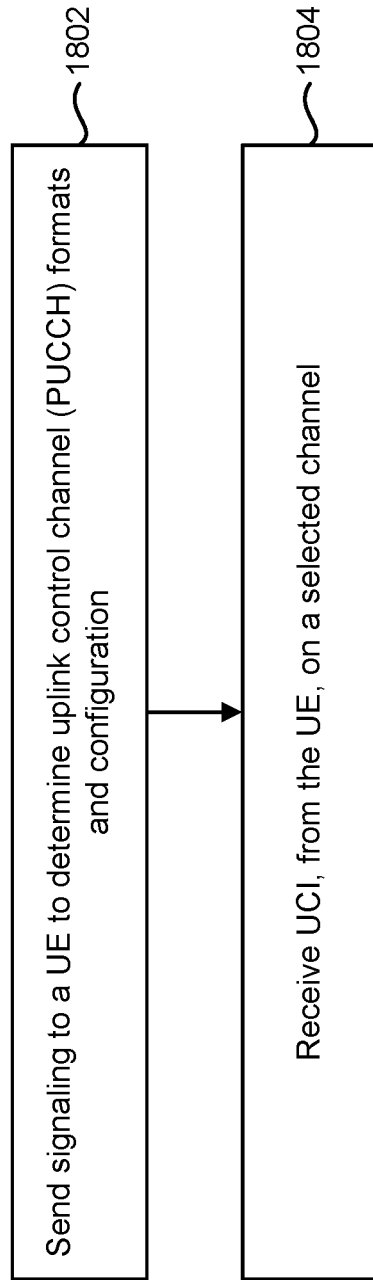 Send signaling to a UE to determine uplink control channel (PUCCH) formats
and configuration
1802
Receive UCI, from the UE, on a selected channel
1804